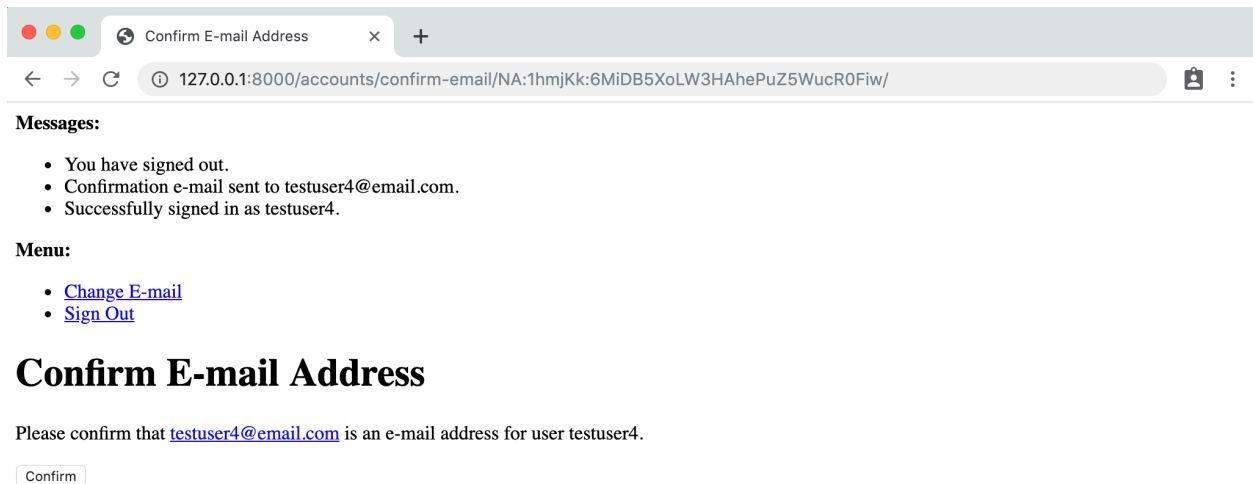 Confirm E-mail Address
127.0.0.1:8000/accounts/confirm-email/NA:1hmjKk:6MiDB5XoLW3HAhePuZ5WucR0Fiw/
Messages:
• You have signed out.
• Confirmation e-mail sent to testuser4@email.com.
• Successfully signed in as testuser4.
Menu:
• Change E-mail
• Sign Out
Confirm E-mail Address
Please confirm that testuser4@email.com is an e-mail address for user testuser4.
Confirm